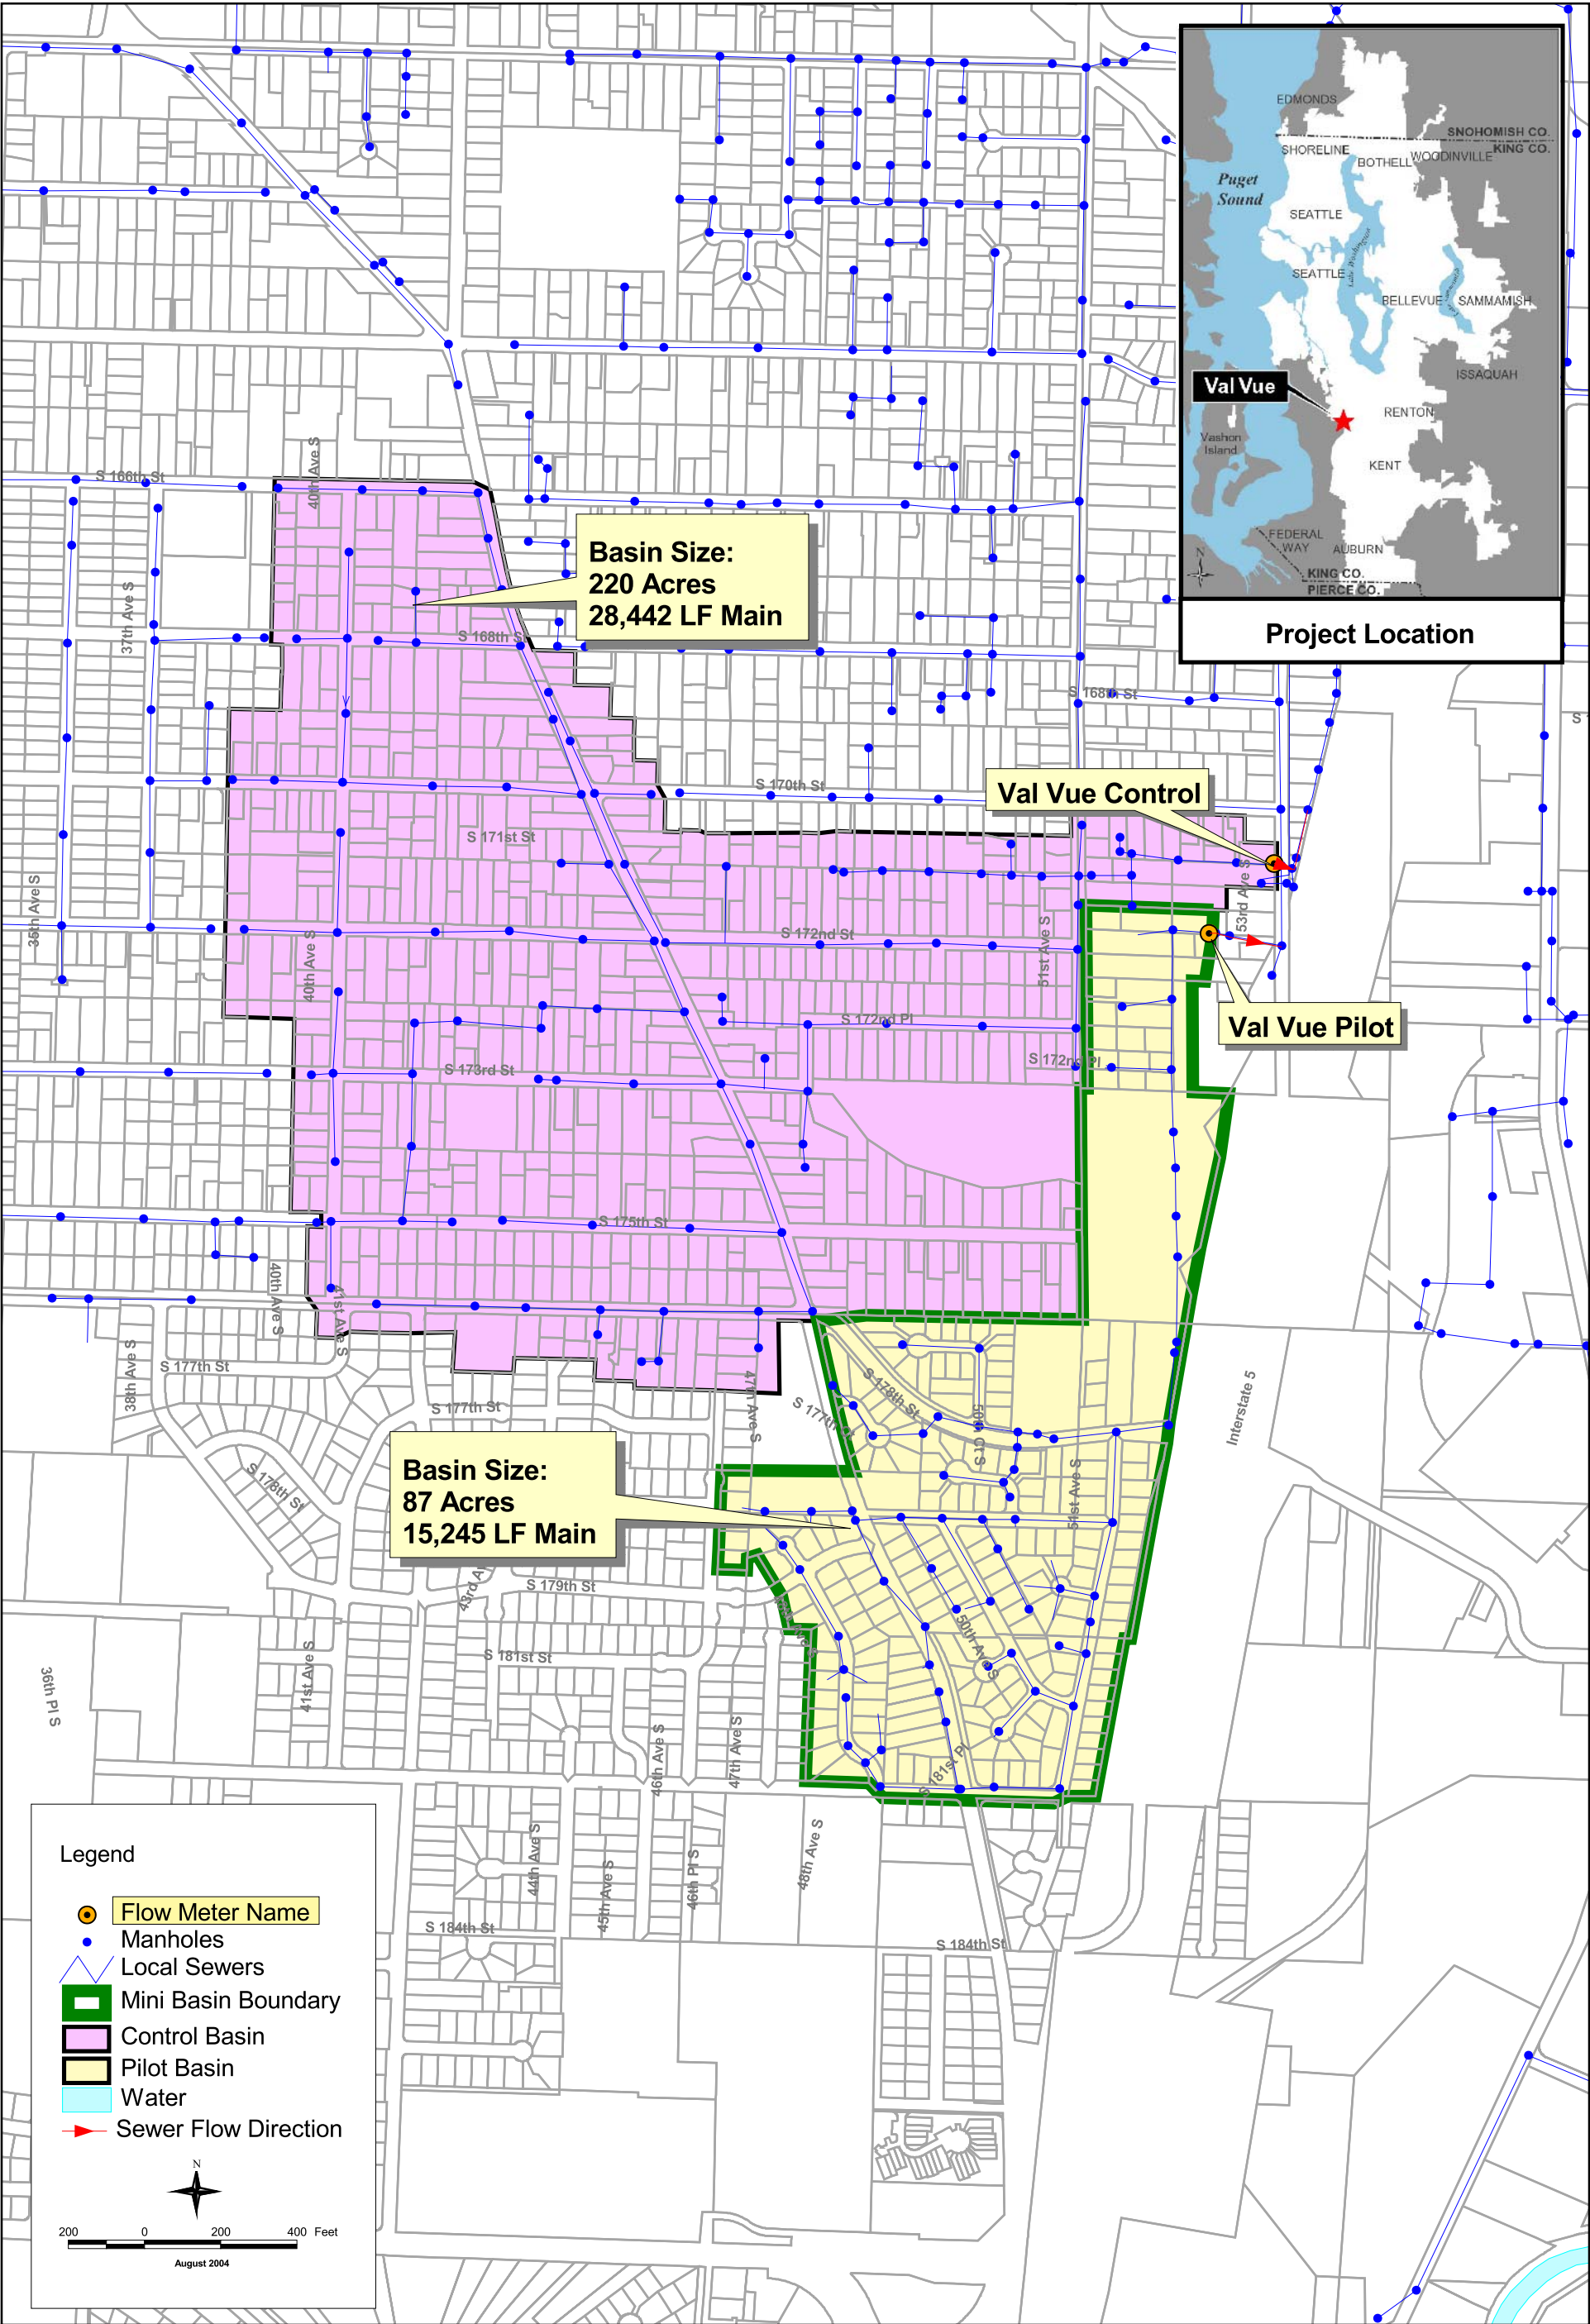 EDMONDS
SNOHOMISH CO.
KING CO.
SHORELINE
BOTHELL
WOODINVILLE
Puget
Sound
SEATTLE
Lake Washington
SEATTLE
BELLEVUE
SAMMAMISH
ISSAQUAH
Val Vue
RENTON
Vashon
Island
KENT
FEDERAL
WAY
AUBURN
N
KING CO.
PIERCE CO.
Project Location
S 166th St
40th Ave S
Basin Size:
220 Acres
28,442 LF Main
37th Ave S
S 168th St
S 168th St
S
S 170th St
Val Vue Control
S 171st St
35th Ave S
40th Ave S
S 172nd St
51st Ave S
53rd Ave S
S 172nd Pl
Val Vue Pilot
S 172nd Pl
S 173rd St
S 175th St
40th Ave S
41st Ave S
38th Ave S
S 177th St
S 177th St
47th Ave S
S 177th Ct
S 178th St
50th Ct S
Interstate 5
Basin Size:
87 Acres
15,245 LF Main
S 178th St
51st Ave S
43rd Av
S 179th St
50th Ave S
S 181st St
41st Ave S
36th Pl S
46th Ave S
47th Ave S
S 181st Pl
48th Ave S
44th Ave S
45th Ave S
46th Pl S
S 184th St
S 184th St
Legend
Flow Meter Name
Manholes
Local Sewers
Mini Basin Boundary
Control Basin
Pilot Basin
Water
Sewer Flow Direction
N
200 0 200 400 Feet
August 2004